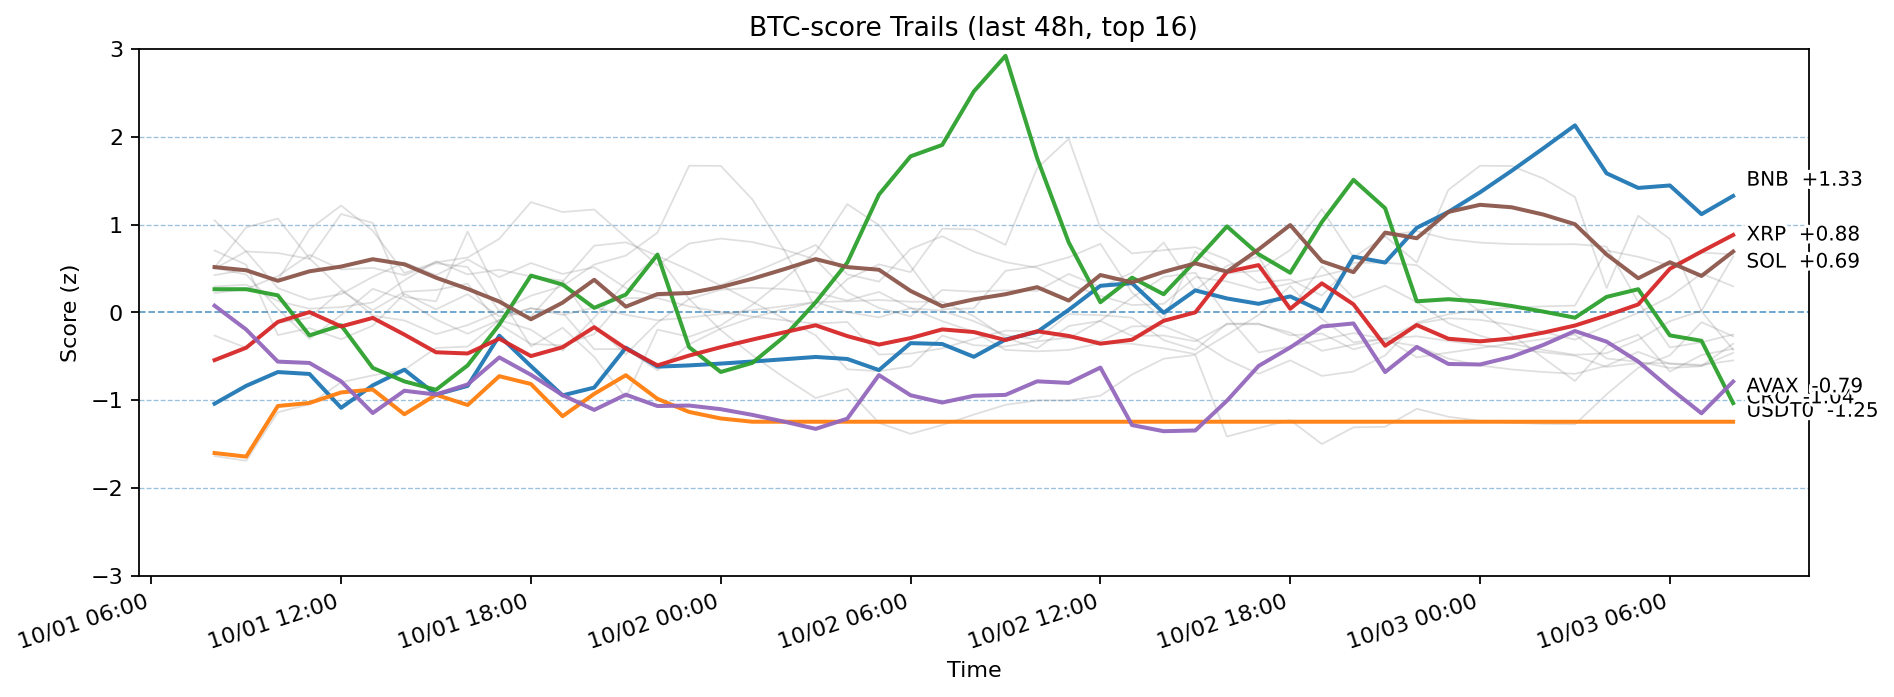 BTC-score Trails (last 48h, top 16)
Score (z)
3
2
1
0
−1
−2
−3
BNB +1.33
XRP +0.88
SOL +0.69
AVAX -0.79
CRO -1.04
USDT0 -1.25
10/01 06:00
10/01 12:00
10/01 18:00
10/02 00:00
10/02 06:00
10/02 12:00
10/02 18:00
10/03 00:00
10/03 06:00
Time